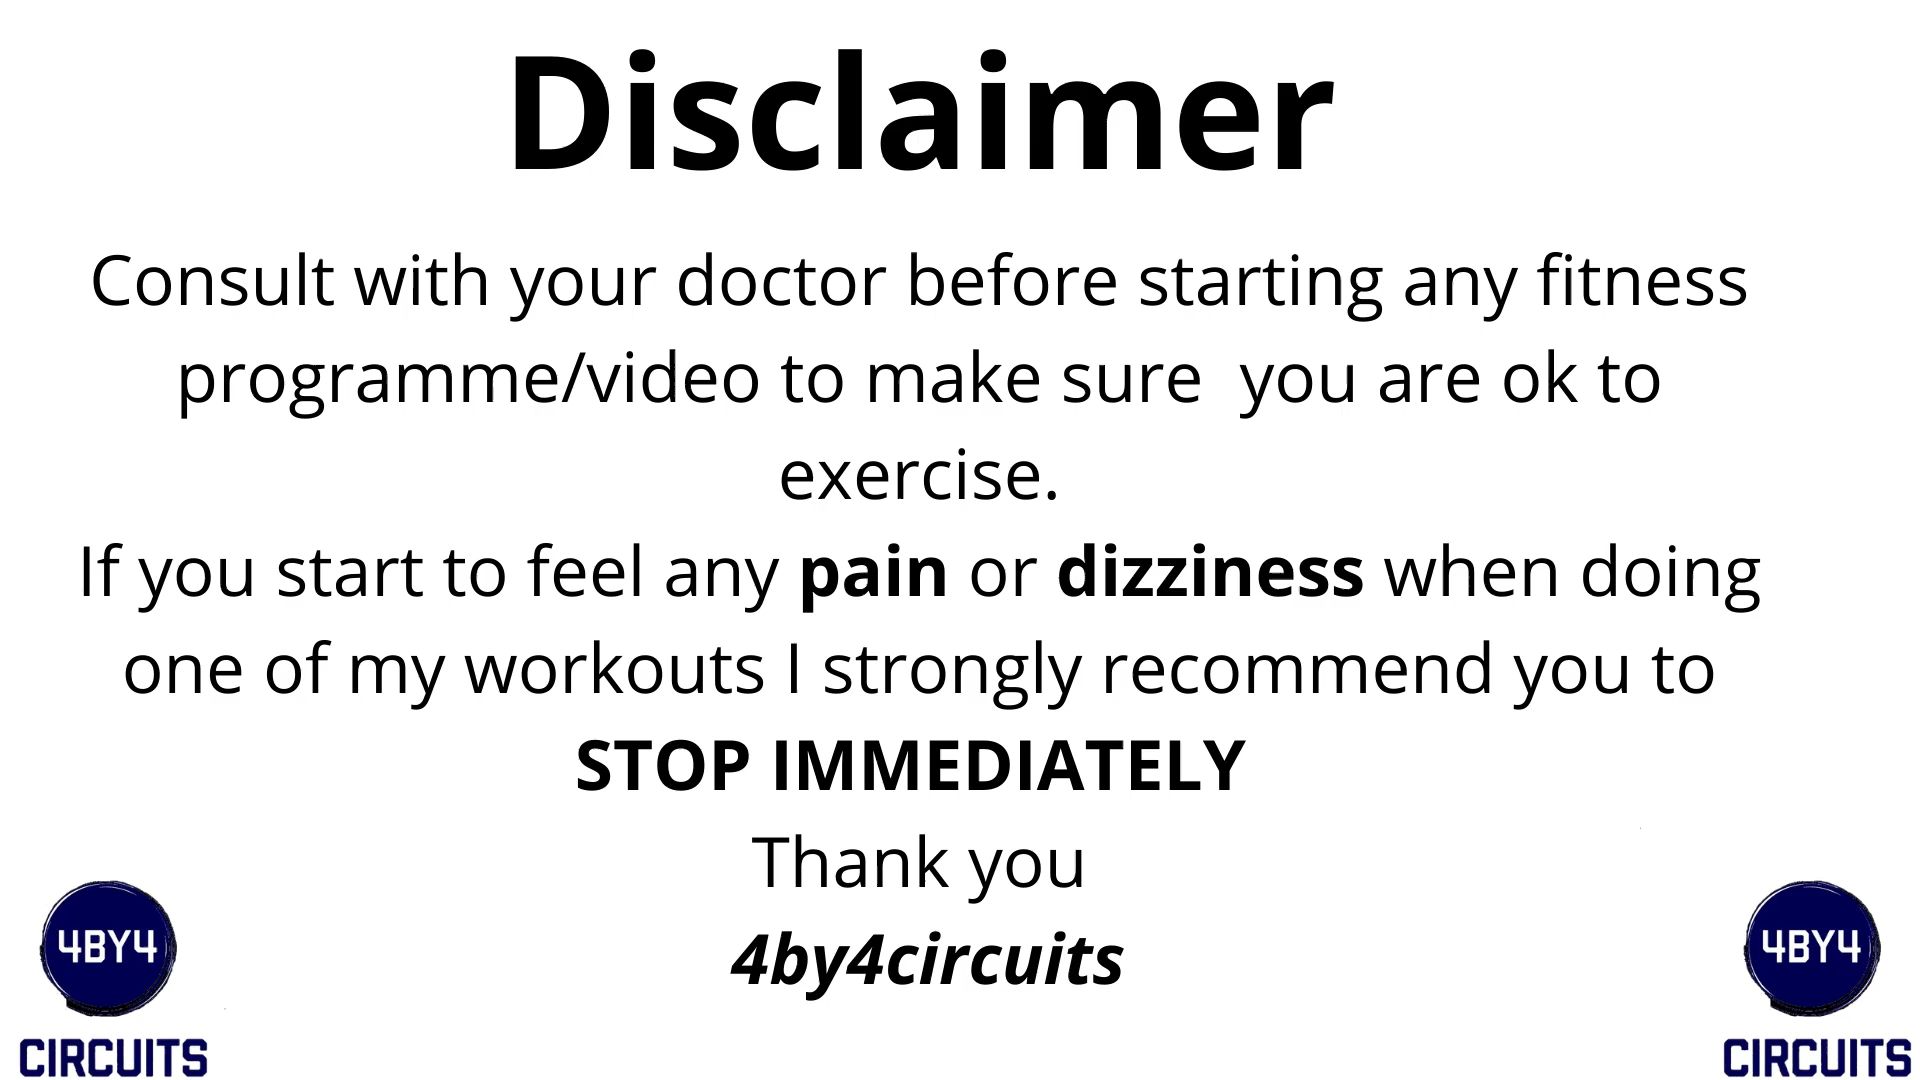 Disclaimer
Consult with your doctor before starting any fitness
programme/video to make sure  you are ok to
exercise.
If you start to feel any pain or dizziness when doing
one of my workouts I strongly recommend you to
STOP IMMEDIATELY
Thank you
4by4circuits
4BY4
CIRCUITS
4BY4
CIRCUITS